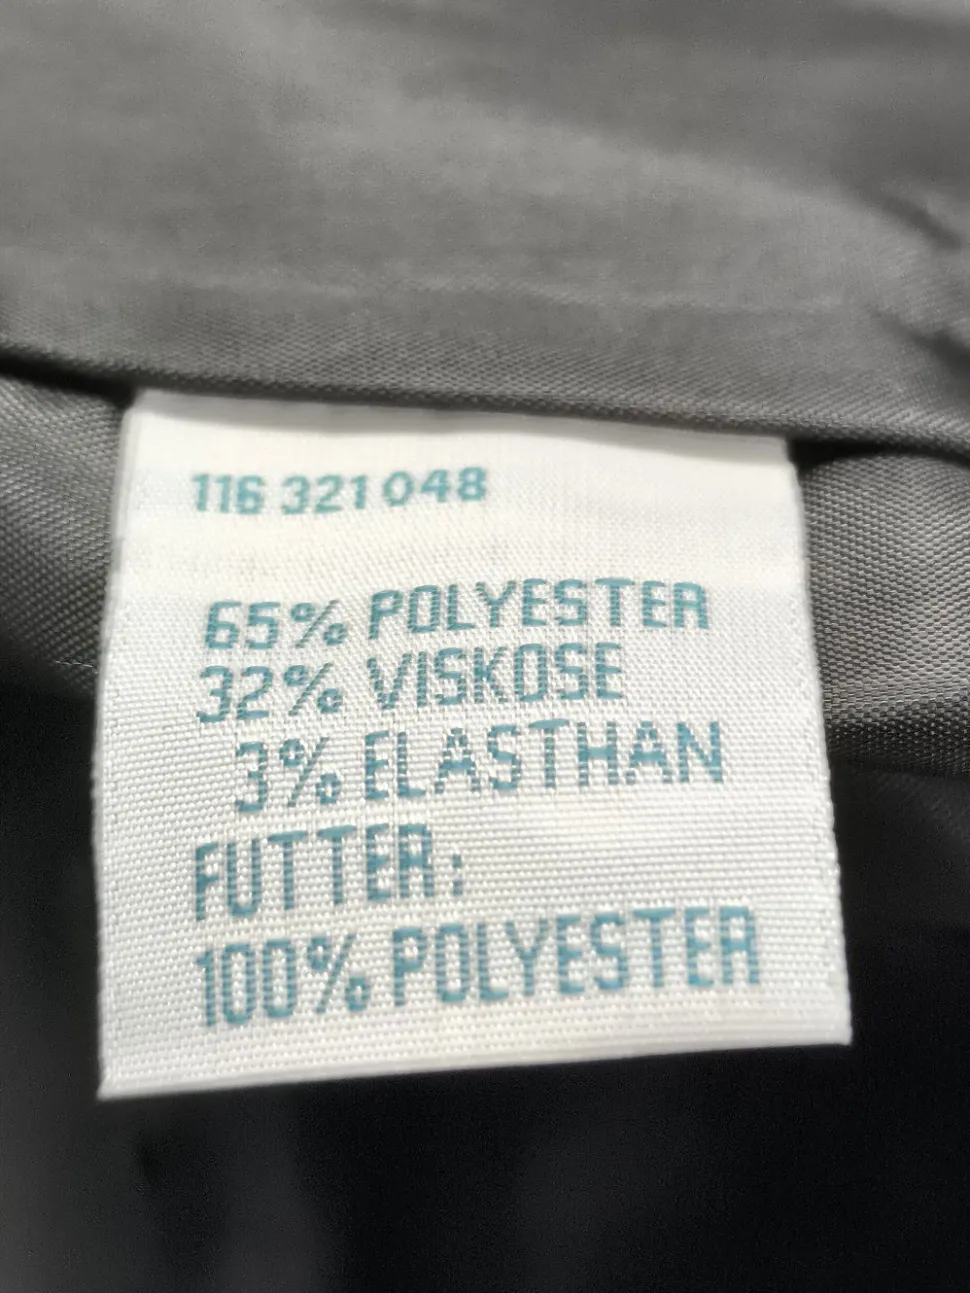 116 321 048
65% POLYESTER
32% VISKOSE
3% ELASTHAN
FUTTER:
100% POLYESTER